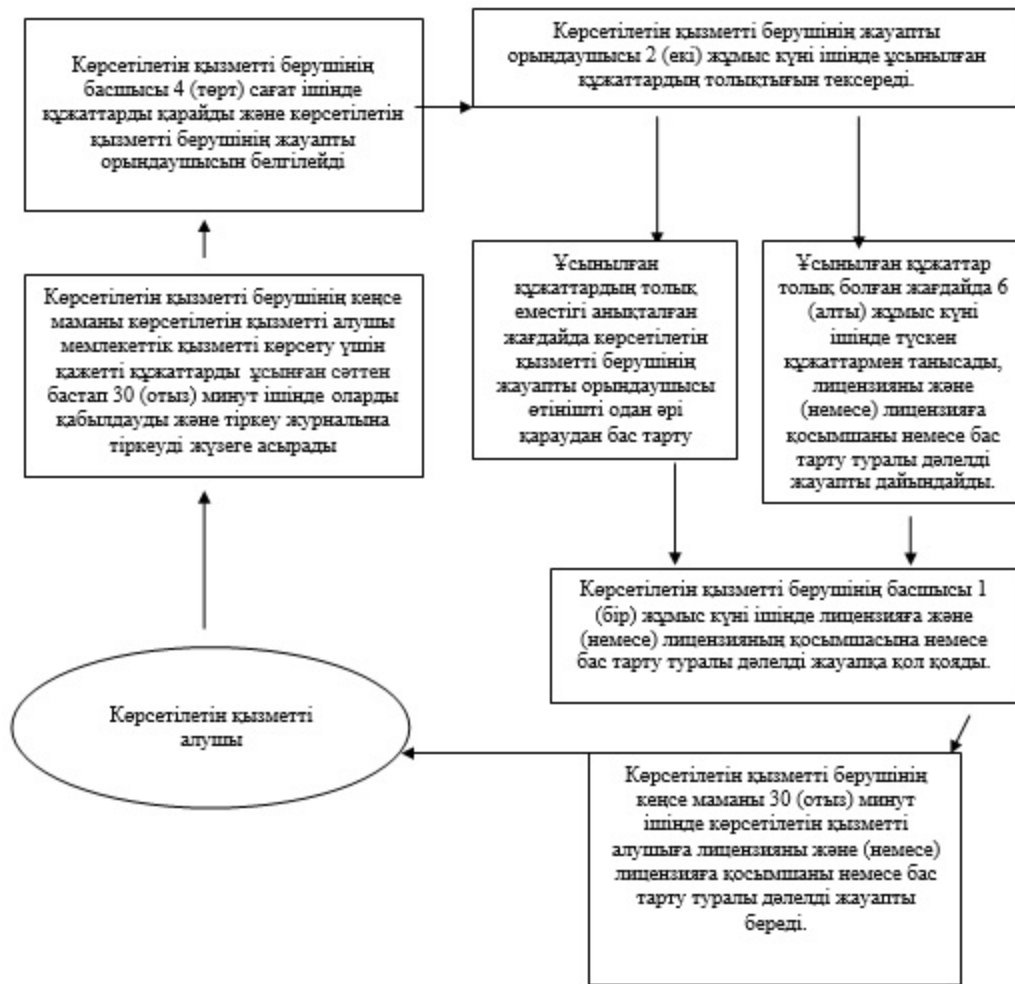 Көрсетілетін қызметті берушінің
басшысы 4 (төрт) сағат ішінде
құжаттарды қарайды және көрсетілетін
қызметті берушінің жауапты
орындаушысын белгілейді
Көрсетілетін қызметті берушінің жауапты
орындаушысы 2 (екі) жұмыс күні ішінде ұсынылған
құжаттардың толықтығын тексереді.
Көрсетілетін қызметті берушінің кеңсе
маманы көрсетілетін қызметті алушы
мемлекеттік қызметті көрсету үшін
қажетті құжаттарды ұсынған сәттен
бастап 30 (отыз) минут ішінде оларды
қабылдауды және тіркеу журналына
тіркеуді жүзеге асырады
Ұсынылған
құжаттардың толық
еместігі анықталған
жағдайда көрсетілетін
қызметті берушінің
жауапты орындаушысы
өтінішті одан әрі
қараудан бас тарту
Ұсынылған құжаттар
толық болған жағдайда 6
(алты) жұмыс күні
ішінде түскен
құжаттармен танысады,
лицензияны және
(немесе) лицензияға
қосымшаны немесе бас
тарту туралы дәлелді
жауапты дайындайды.
Көрсетілетін қызметті берушінің басшысы 1
(бір) жұмыс күні ішінде лицензияға және
(немесе) лицензияның қосымшасына немесе
бас тарту туралы дәлелді жауапқа қол қояды.
Көрсетілетін қызметті
алушы
Көрсетілетін қызметті берушінің
кеңсе маманы 30 (отыз) минут
ішінде көрсетілетін қызметті
алушыға лицензияны және (немесе)
лицензияға қосымшаны немесе бас
тарту туралы дәлелді жауапты
береді.